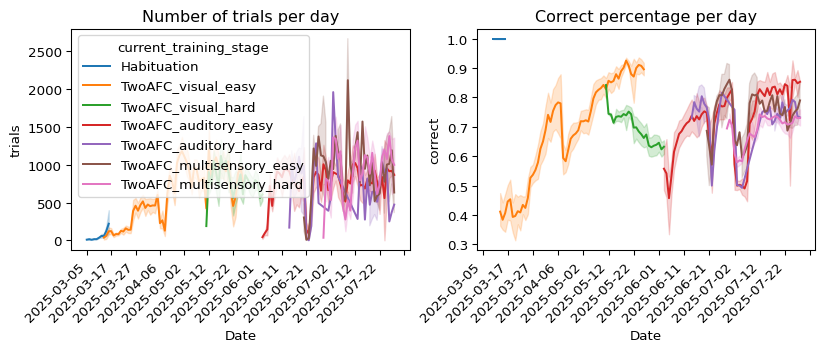 Number of trials per day
trials
2500
2000
1500
1000
500
0
current_training_stage
Habituation
TwoAFC_visual_easy
TwoAFC_visual_hard
TwoAFC_auditory_easy
TwoAFC_auditory_hard
TwoAFC_multisensory_easy
TwoAFC_multisensory_hard
2025-03-05
2025-03-17
2025-03-27
2025-04-06
2025-05-02
2025-05-12
2025-05-22
2025-06-01
2025-06-11
2025-06-21
2025-07-02
2025-07-12
2025-07-22
Date
Correct percentage per day
correct
1.0
0.9
0.8
0.7
0.6
0.5
0.4
0.3
2025-03-05
2025-03-17
2025-03-27
2025-04-06
2025-05-02
2025-05-12
2025-05-22
2025-06-01
2025-06-11
2025-06-21
2025-07-02
2025-07-12
2025-07-22
Date